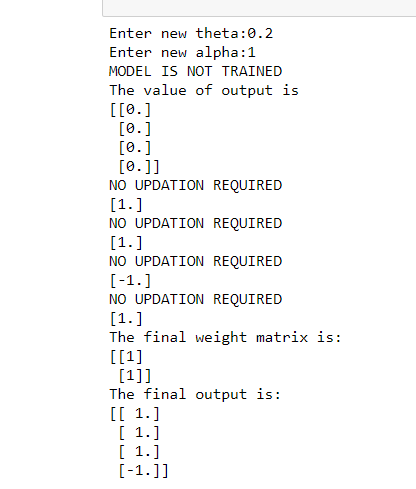 Enter new theta:0.2
Enter new alpha:1
MODEL IS NOT TRAINED
The value of output is
[[0.]
 [0.]
 [0.]
 [0.]]
NO UPDATION REQUIRED
[1.]
NO UPDATION REQUIRED
[1.]
NO UPDATION REQUIRED
[-1.]
NO UPDATION REQUIRED
[1.]
The final weight matrix is:
[[1]
 [1]]
The final output is:
[[ 1.]
 [ 1.]
 [ 1.]
 [-1.]]